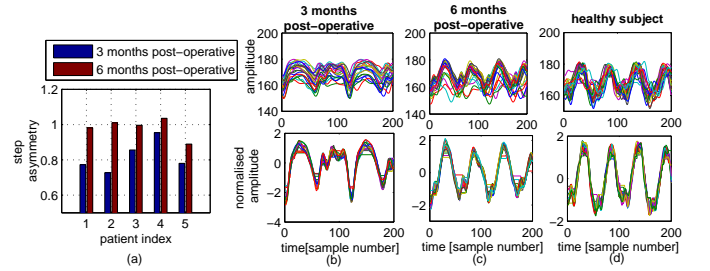 3 months post-operative
6 months post-operative
1.2
1
0.8
0.6
step
asymmetry
1 2 3 4 5
patient index
(a)
3 months
post-operative
200
180
160
140
amplitude
0 100 200
2
0
−2
−4
normalised
amplitude
0 100 200
time[sample number]
(b)
6 months
post-operative
200
180
160
140
0 100 200
2
0
−2
0 100 200
time[sample number]
(c)
healthy subject
200
180
160
0 100 200
2
0
−2
0 100 200
time [sample number]
(d)